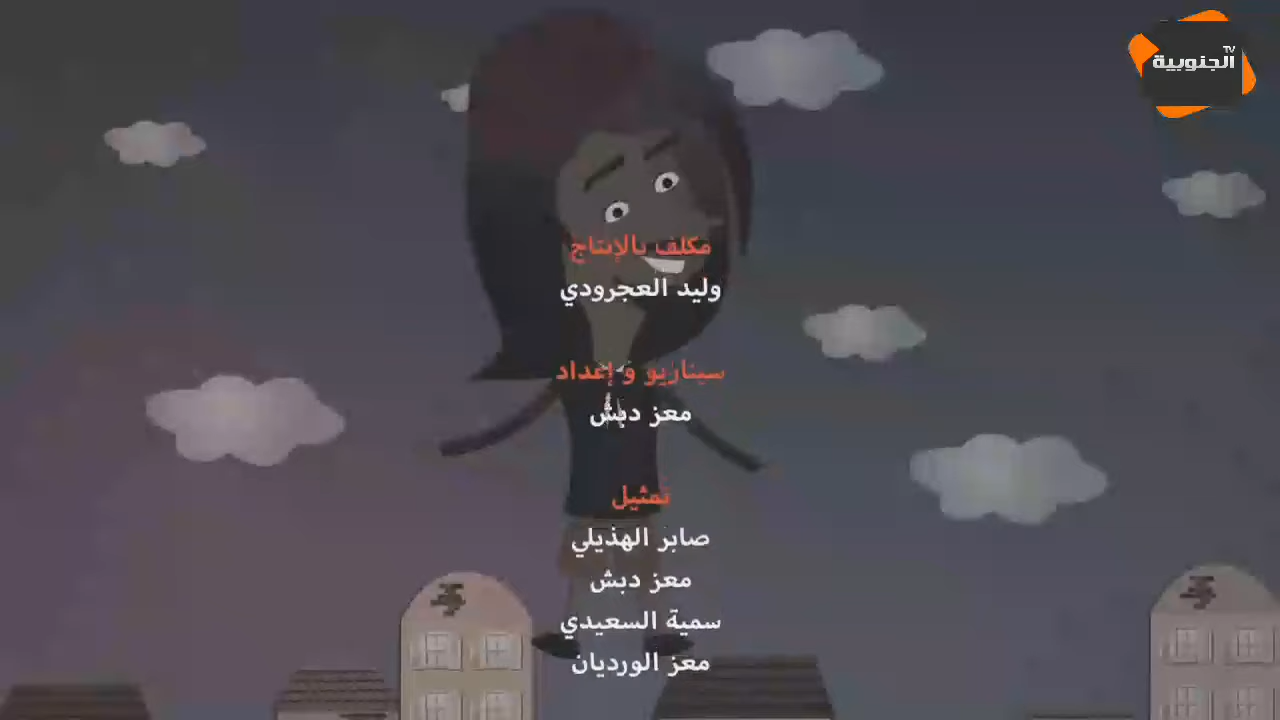 الجنوبية TV
مكلف بالإنتاج
وليد العجرودي
سيناريو و إعداد
معز دبش
تمثيل
صابر الهذيلي
معز دبش
سمية السعيدي
معز الورديان